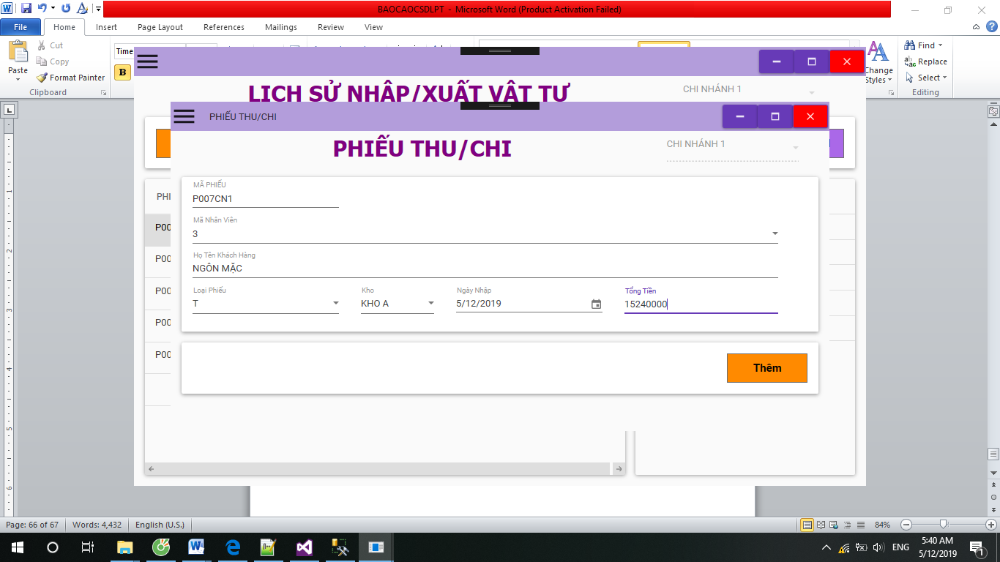 BAOCAOCSDLPT - Microsoft Word (Product Activation Failed)
File Home Insert Page Layout References Mailings Review View
Paste
Cut
Copy
Format Painter
Clipboard
Time
B
Change
Styles
Find
Replace
Select
Editing
LỊCH SỬ NHẬP/XUẤT VẬT TƯ
CHI NHÁNH 1
PHIẾU THU/CHI
PHIẾU THU/CHI
CHI NHÁNH 1
MÃ PHIẾU
P007CN1
Mã Nhân Viên
3
Họ Tên Khách Hàng
NGÔN MẶC
Loại Phiếu Kho Ngày Nhập Tổng Tiền
T KHO A 5/12/2019 15240000
Thêm
PHI
P00
P00
P00
P00
P00
Page: 66 of 67 Words: 4,432 English (U.S.) 84%
ENG
5:40 AM
5/12/2019
1